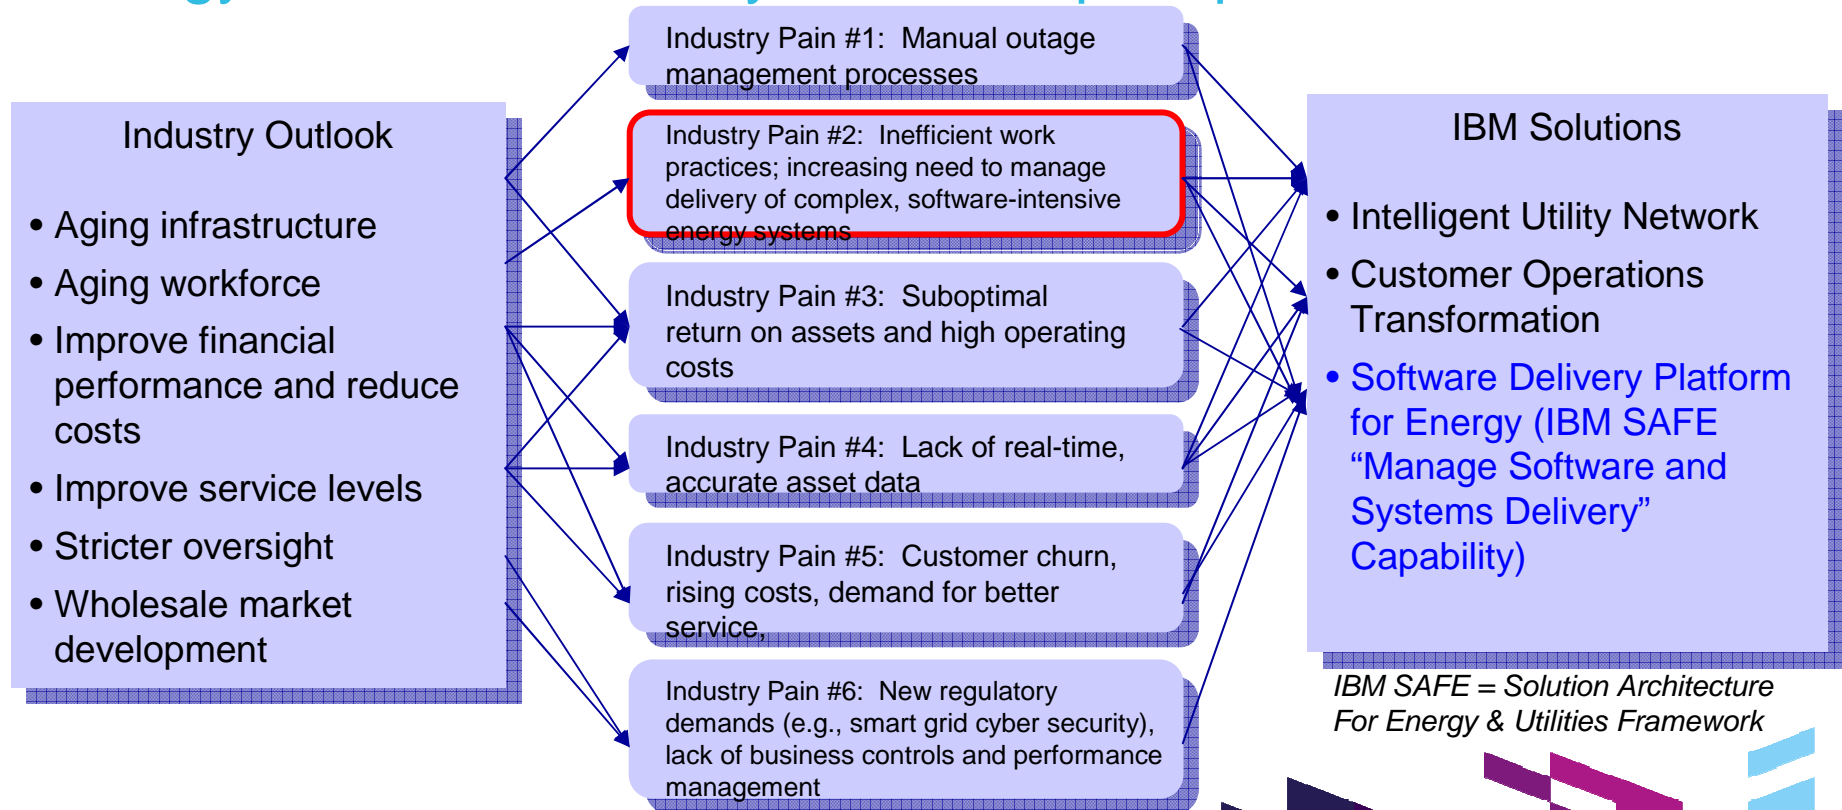 Industry Outlook
• Aging infrastructure
• Aging workforce
• Improve financial
performance and reduce
costs
• Improve service levels
• Stricter oversight
• Wholesale market
development
Industry Pain #1:  Manual outage
management processes
Industry Pain #2:  Inefficient work
practices; increasing need to manage
delivery of complex, software-intensive
energy systems
Industry Pain #3:  Suboptimal
return on assets and high operating
costs
Industry Pain #4:  Lack of real-time,
accurate asset data
Industry Pain #5:  Customer churn,
rising costs, demand for better
service,
Industry Pain #6:  New regulatory
demands (e.g., smart grid cyber security),
lack of business controls and performance
management
IBM Solutions
• Intelligent Utility Network
• Customer Operations
Transformation
• Software Delivery Platform
for Energy (IBM SAFE
“Manage Software and
Systems Delivery”
Capability)
IBM SAFE = Solution Architecture
For Energy & Utilities Framework